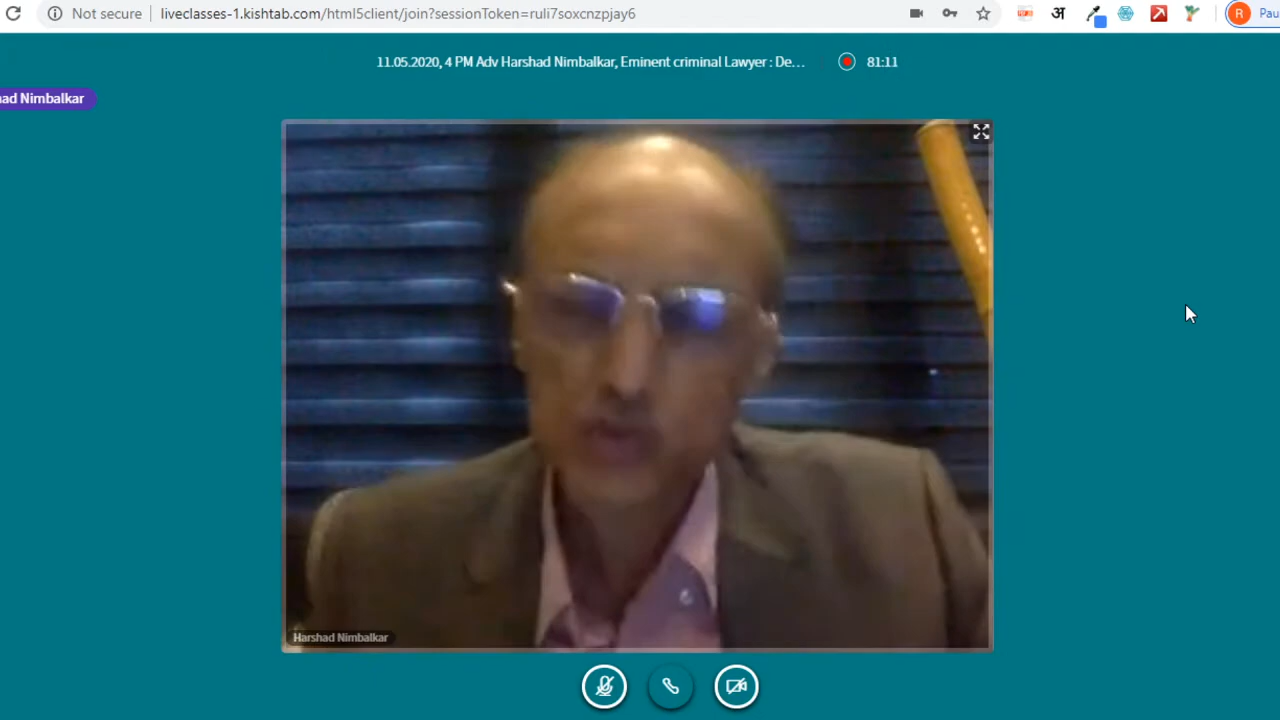 Not secure liveclasses-1.kishtab.com/html5client/join?sessionToken=ruli7soxcnzpjay6 अ R Pau
11.05.2020, 4 PM Adv Harshad Nimbalkar, Eminent criminal Lawyer : De... 81:11
ad Nimbalkar
Harshad Nimbalkar